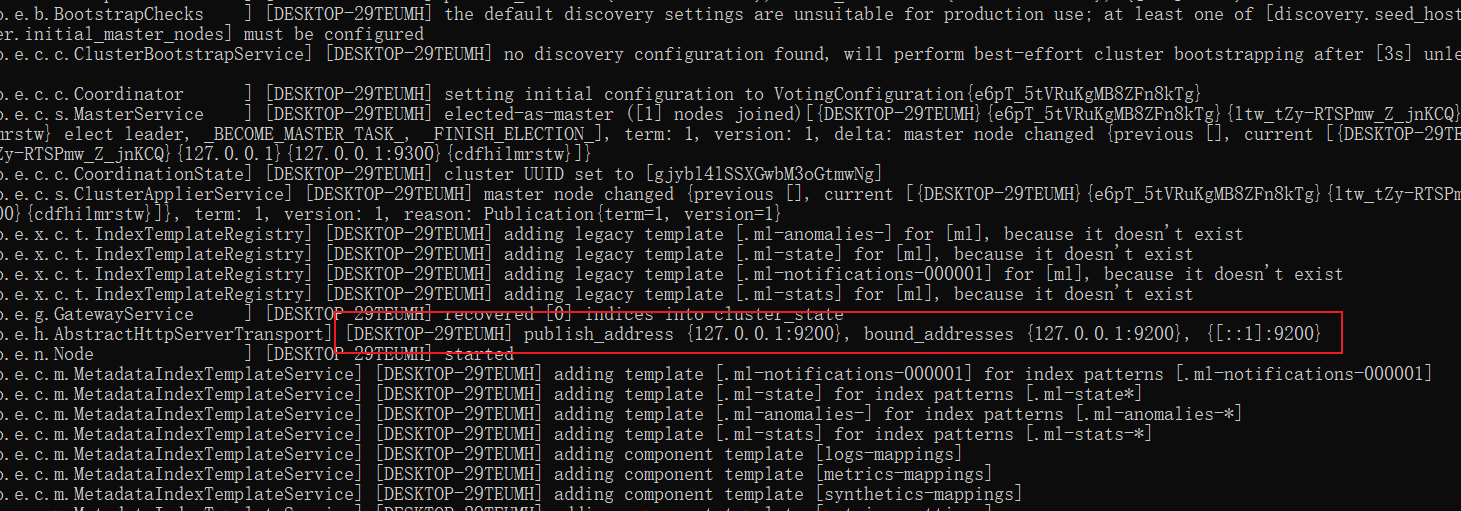 o.e.b.BootstrapChecks    ] [DESKTOP-29TEUMH] the default discovery settings are unsuitable for production use; at least one of [discovery.seed_host
er.initial_master_nodes] must be configured
o.e.c.c.ClusterBootstrapService] [DESKTOP-29TEUMH] no discovery configuration found, will perform best-effort cluster bootstrapping after [3s] unle
o.e.c.c.Coordinator      ] [DESKTOP-29TEUMH] setting initial configuration to VotingConfiguration{e6pT_5tVRuKgMB8ZFn8kTg}
o.e.c.s.MasterService    ] [DESKTOP-29TEUMH] elected-as-master ([1] nodes joined)[{DESKTOP-29TEUMH}{e6pT_5tVRuKgMB8ZFn8kTg}{ltw_tZy-RTSPmw_Z_jnKCQ}
mrstw} elect leader, _BECOME_MASTER_TASK_, _FINISH_ELECTION_], term: 1, version: 1, delta: master node changed {previous [], current [{DESKTOP-29TE
Zy-RTSPmw_Z_jnKCQ}{127.0.0.1}{127.0.0.1:9300}{cdfhilmrstw}]}
o.e.c.c.CoordinationState] [DESKTOP-29TEUMH] cluster UUID set to [gjybl4lSSXGwbM3oGtmwNg]
o.e.c.s.ClusterApplierService] [DESKTOP-29TEUMH] master node changed {previous [], current [{DESKTOP-29TEUMH}{e6pT_5tVRuKgMB8ZFn8kTg}{ltw_tZy-RTSPm
00}{cdfhilmrstw}]}, term: 1, version: 1, reason: Publication{term=1, version=1}
o.e.x.c.t.IndexTemplateRegistry] [DESKTOP-29TEUMH] adding legacy template [.ml-anomalies-] for [ml], because it doesn't exist
o.e.x.c.t.IndexTemplateRegistry] [DESKTOP-29TEUMH] adding legacy template [.ml-state] for [ml], because it doesn't exist
o.e.x.c.t.IndexTemplateRegistry] [DESKTOP-29TEUMH] adding legacy template [.ml-notifications-000001] for [ml], because it doesn't exist
o.e.x.c.t.IndexTemplateRegistry] [DESKTOP-29TEUMH] adding legacy template [.ml-stats] for [ml], because it doesn't exist
o.e.g.GatewayService     ] [DESKTOP-29TEUMH] recovered [0] indices into cluster_state
o.e.h.AbstractHttpServerTransport] [DESKTOP-29TEUMH] publish_address {127.0.0.1:9200}, bound_addresses {127.0.0.1:9200}, {[::1]:9200}
o.e.n.Node               ] [DESKTOP-29TEUMH] started
o.e.c.m.MetadataIndexTemplateService] [DESKTOP-29TEUMH] adding template [.ml-notifications-000001] for index patterns [.ml-notifications-000001]
o.e.c.m.MetadataIndexTemplateService] [DESKTOP-29TEUMH] adding template [.ml-state] for index patterns [.ml-state*]
o.e.c.m.MetadataIndexTemplateService] [DESKTOP-29TEUMH] adding template [.ml-anomalies-] for index patterns [.ml-anomalies-*]
o.e.c.m.MetadataIndexTemplateService] [DESKTOP-29TEUMH] adding template [.ml-stats] for index patterns [.ml-stats-*]
o.e.c.m.MetadataIndexTemplateService] [DESKTOP-29TEUMH] adding component template [logs-mappings]
o.e.c.m.MetadataIndexTemplateService] [DESKTOP-29TEUMH] adding component template [metrics-mappings]
o.e.c.m.MetadataIndexTemplateService] [DESKTOP-29TEUMH] adding component template [synthetics-mappings]